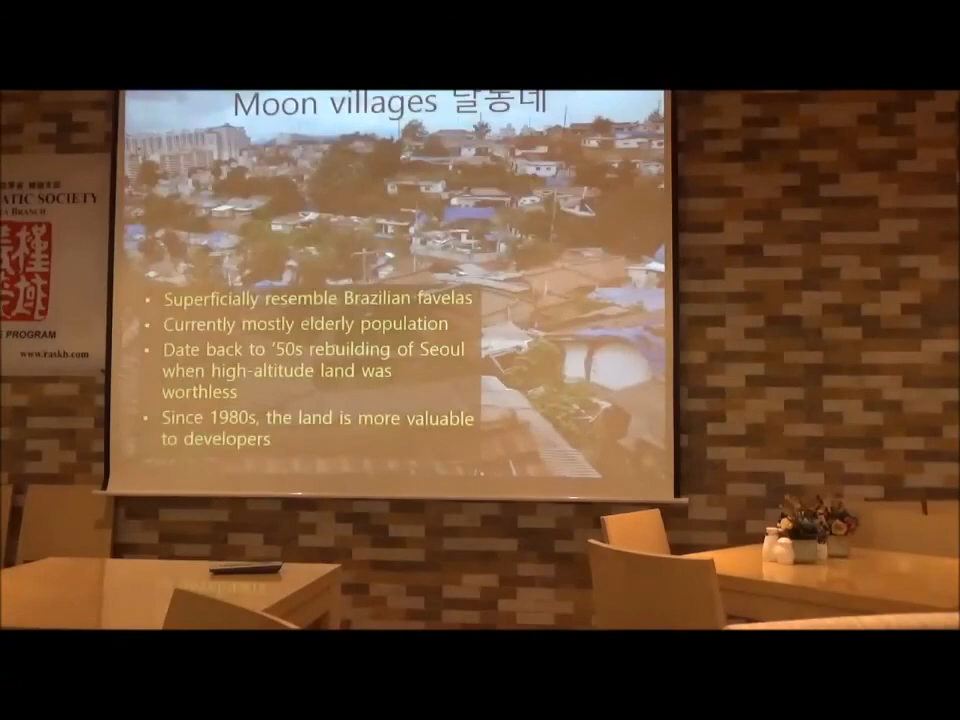 Moon villages 달동네
ATIC SOCIETY
A BRANCH
槿
域
E PROGRAM
www.raskb.com
• Superficially resemble Brazilian favelas
• Currently mostly elderly population
• Date back to '50s rebuilding of Seoul
when high-altitude land was
worthless
• Since 1980s, the land is more valuable
to developers